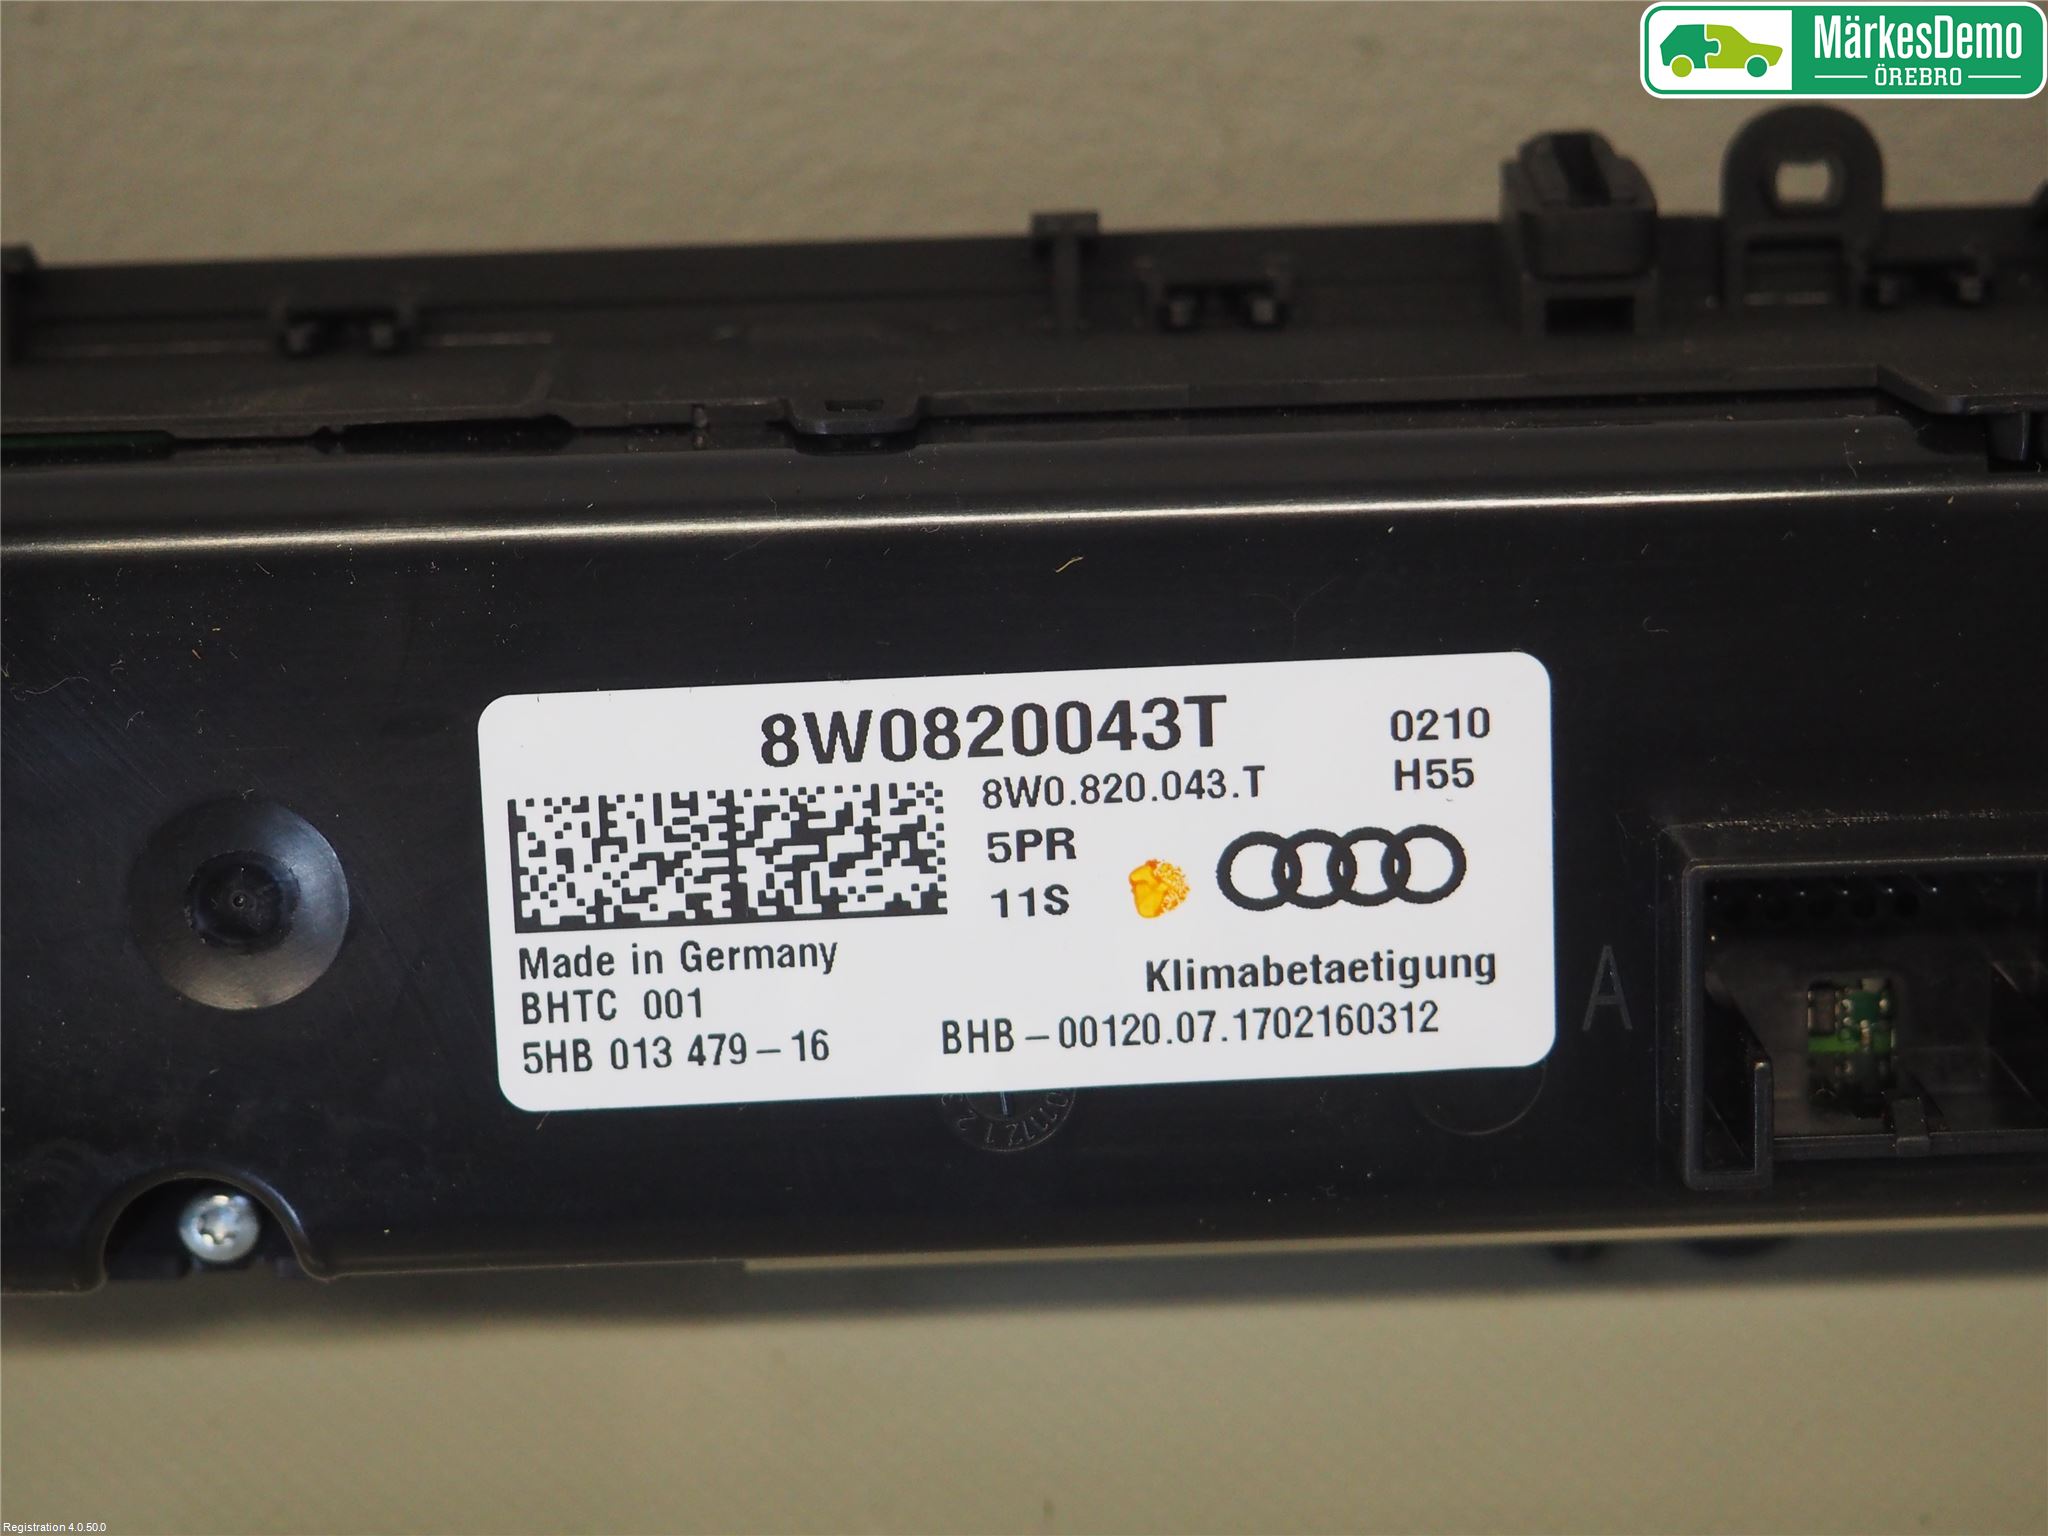 MärkesDemo
ÖREBRO
8W0820043T
0210
8W0.820.043.T
H55
5PR
11S
Made in Germany
Klimabetaetigung
BHTC 001
5HB 013 479 – 16
BHB – 00120.07.1702160312
A
Registration 4.0.50.0